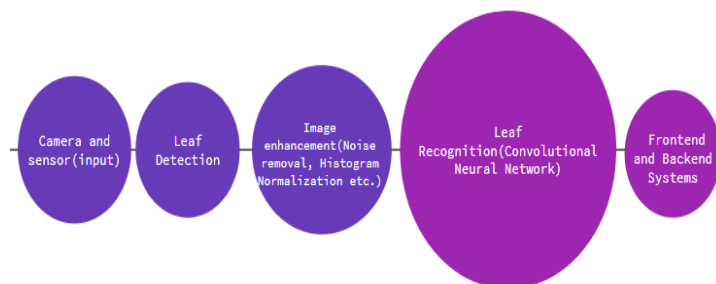 Camera and
sensor(input)
Leaf
Detection
Image
enhancement(Noise
removal, Histogram
Normalization etc.)
Leaf
Recognition(Convolutional
Neural Network)
Frontend
and Backend
Systems